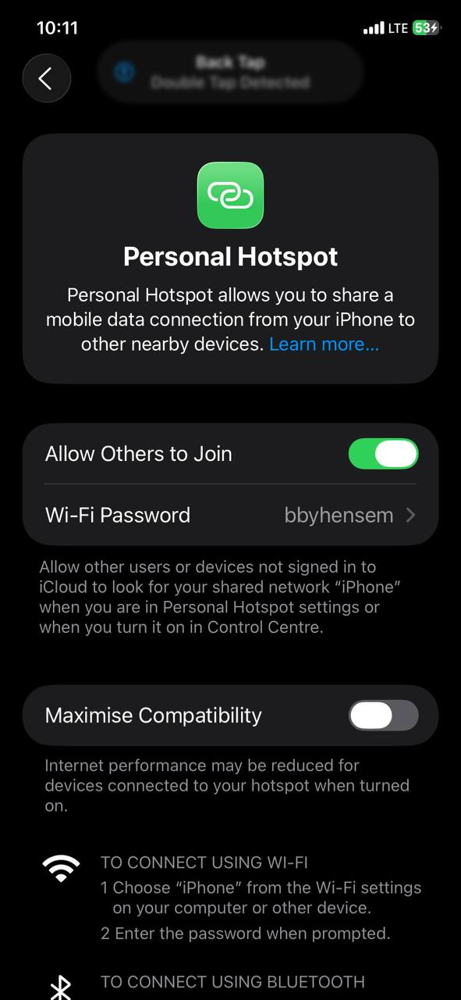 10:11
LTE 53
Back Tap
Double Tap Detected
Personal Hotspot
Personal Hotspot allows you to share a
mobile data connection from your iPhone to
other nearby devices. Learn more...
Allow Others to Join
Wi-Fi Password bbyhensem
Allow other users or devices not signed in to
iCloud to look for your shared network “iPhone”
when you are in Personal Hotspot settings or
when you turn it on in Control Centre.
Maximise Compatibility
Internet performance may be reduced for
devices connected to your hotspot when turned
on.
TO CONNECT USING WI-FI
1 Choose “iPhone” from the Wi-Fi settings
on your computer or other device.
2 Enter the password when prompted.
TO CONNECT USING BLUETOOTH